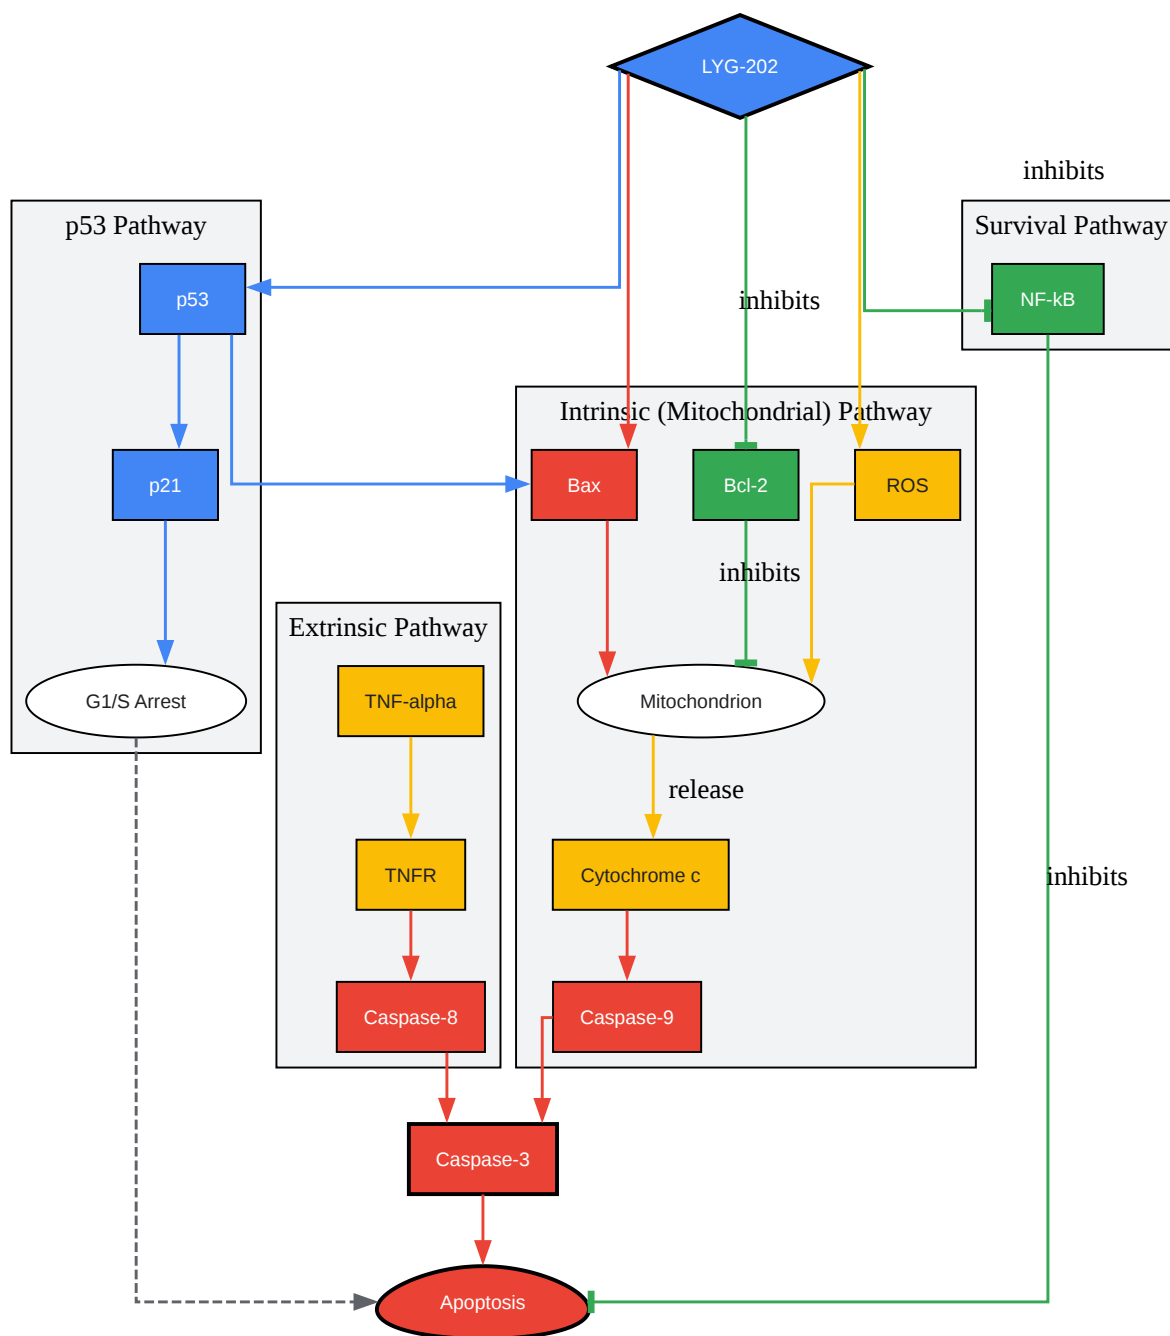 LYG-202
inhibits
p53 Pathway
Survival Pathway
p53
inhibits
NF-kB
Intrinsic (Mitochondrial) Pathway
p21
Bax
Bcl-2
ROS
inhibits
Extrinsic Pathway
G1/S Arrest
TNF-alpha
Mitochondrion
release
TNFR
Cytochrome c
inhibits
Caspase-8
Caspase-9
Caspase-3
Apoptosis